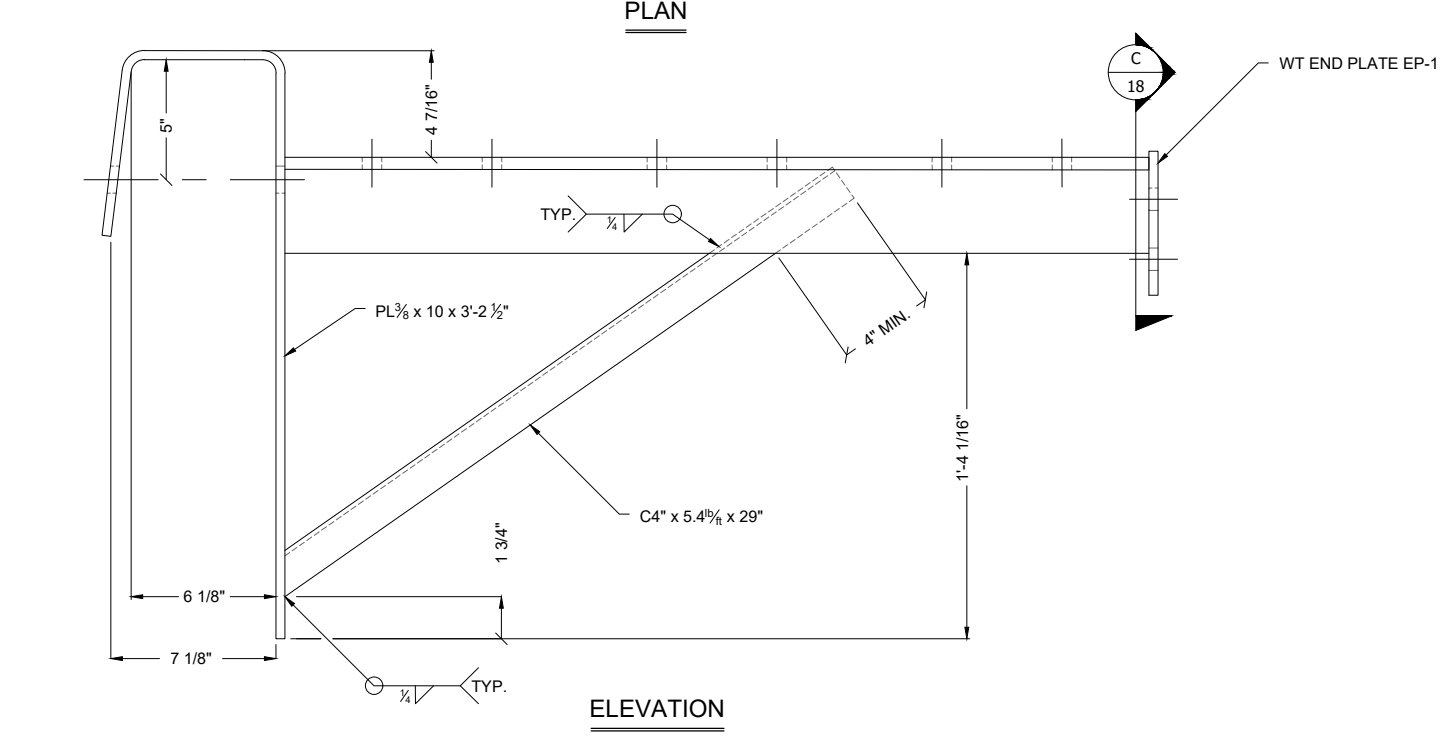 PLAN
C
18
WT END PLATE EP-1
4 7/16"
5"
TYP.
1/4
PL3/8 x 10 x 3'-2 1/2"
4" MIN.
1'-4 1/16"
C4" x 5.4lb/ft x 29"
1 3/4"
6 1/8"
7 1/8"
1/4
TYP.
ELEVATION